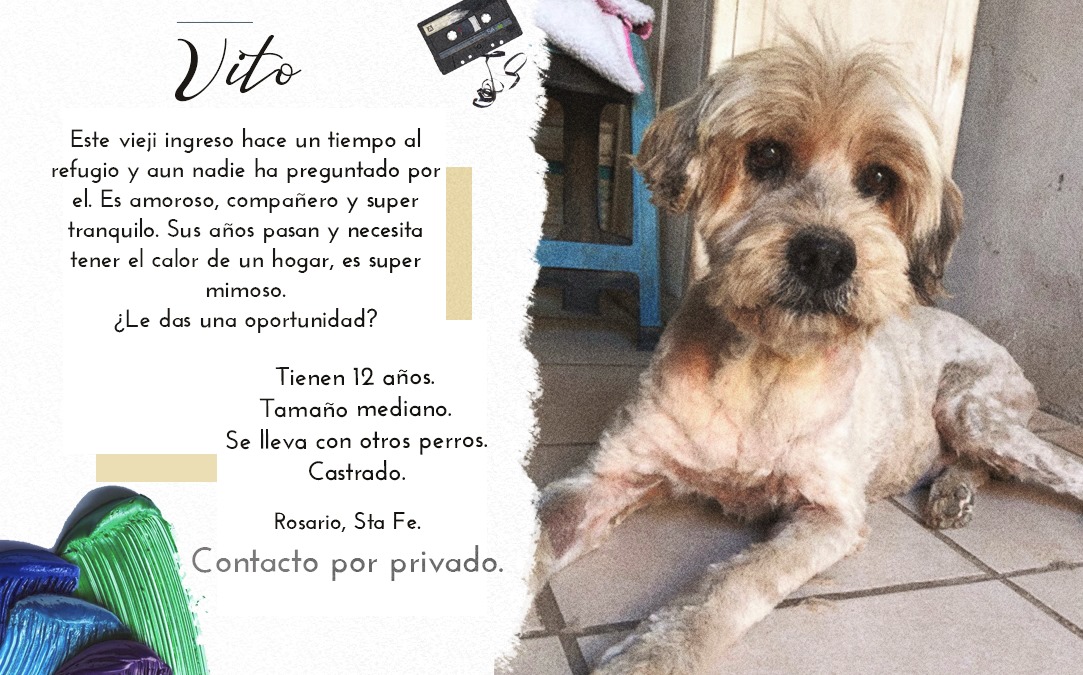 Vito
Este vieji ingreso hace un tiempo al
refugio y aun nadie ha preguntado por
el. Es amoroso, compañero y super
tranquilo. Sus años pasan y necesita
tener el calor de un hogar, es super
mimoso.
¿Le das una oportunidad?
Tienen 12 años.
Tamaño mediano.
Se lleva con otros perros.
Castrado.
Rosario, Sta Fe.
Contacto por privado.